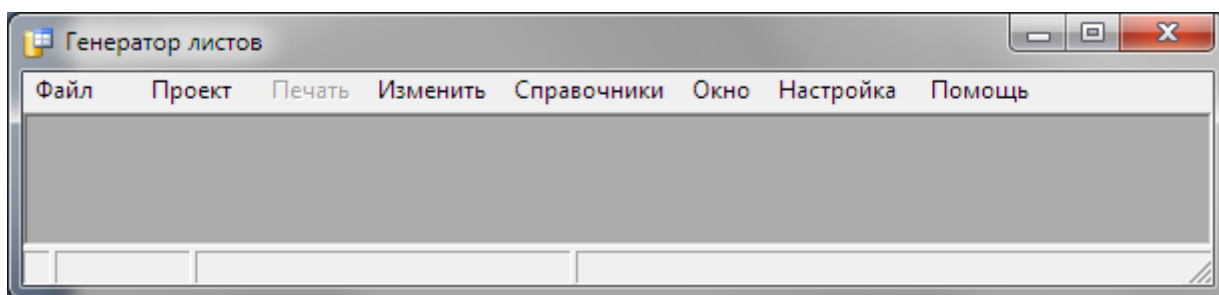 Генератор листов
Файл Проект Печать Изменить Справочники Окно Настройка Помощь